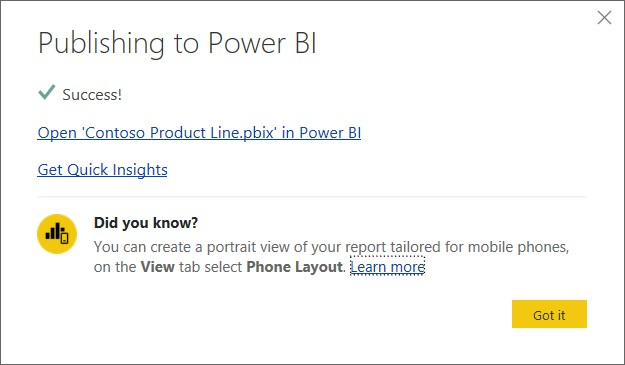 Publishing to Power BI
Success!
Open 'Contoso Product Line.pbix' in Power BI
Get Quick Insights
Did you know?
You can create a portrait view of your report tailored for mobile phones,
on the View tab select Phone Layout. Learn more
Got it